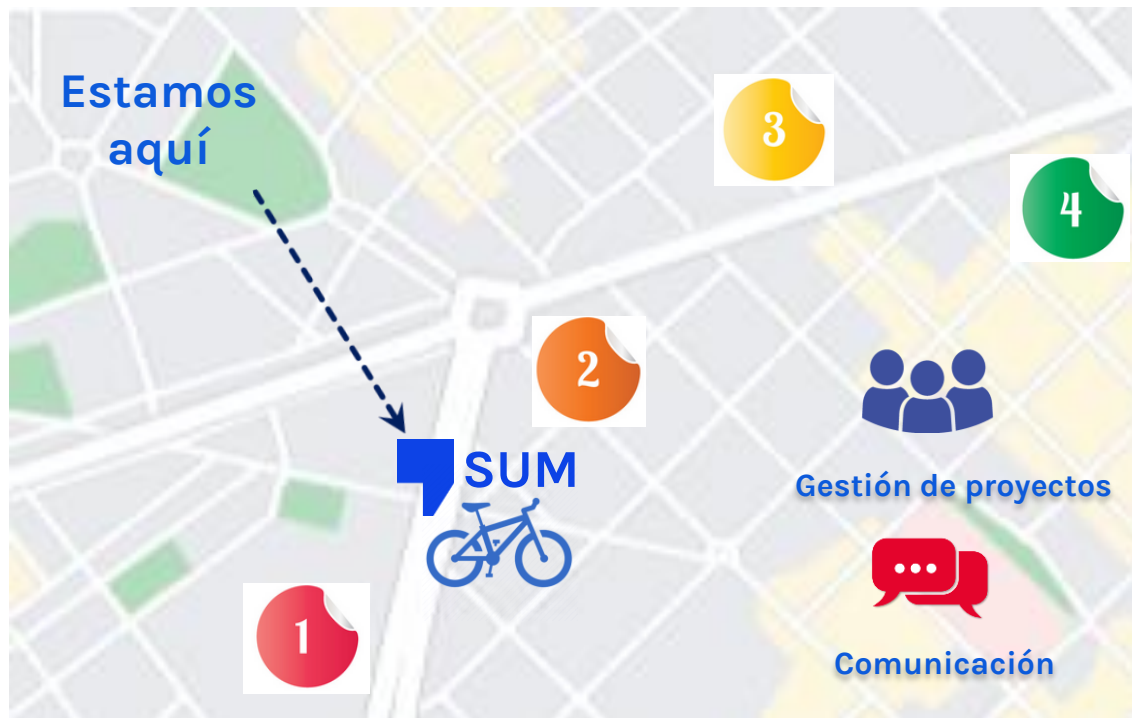 Estamos
aquí
3
4
2
SUM
Gestión de proyectos
1
Comunicación